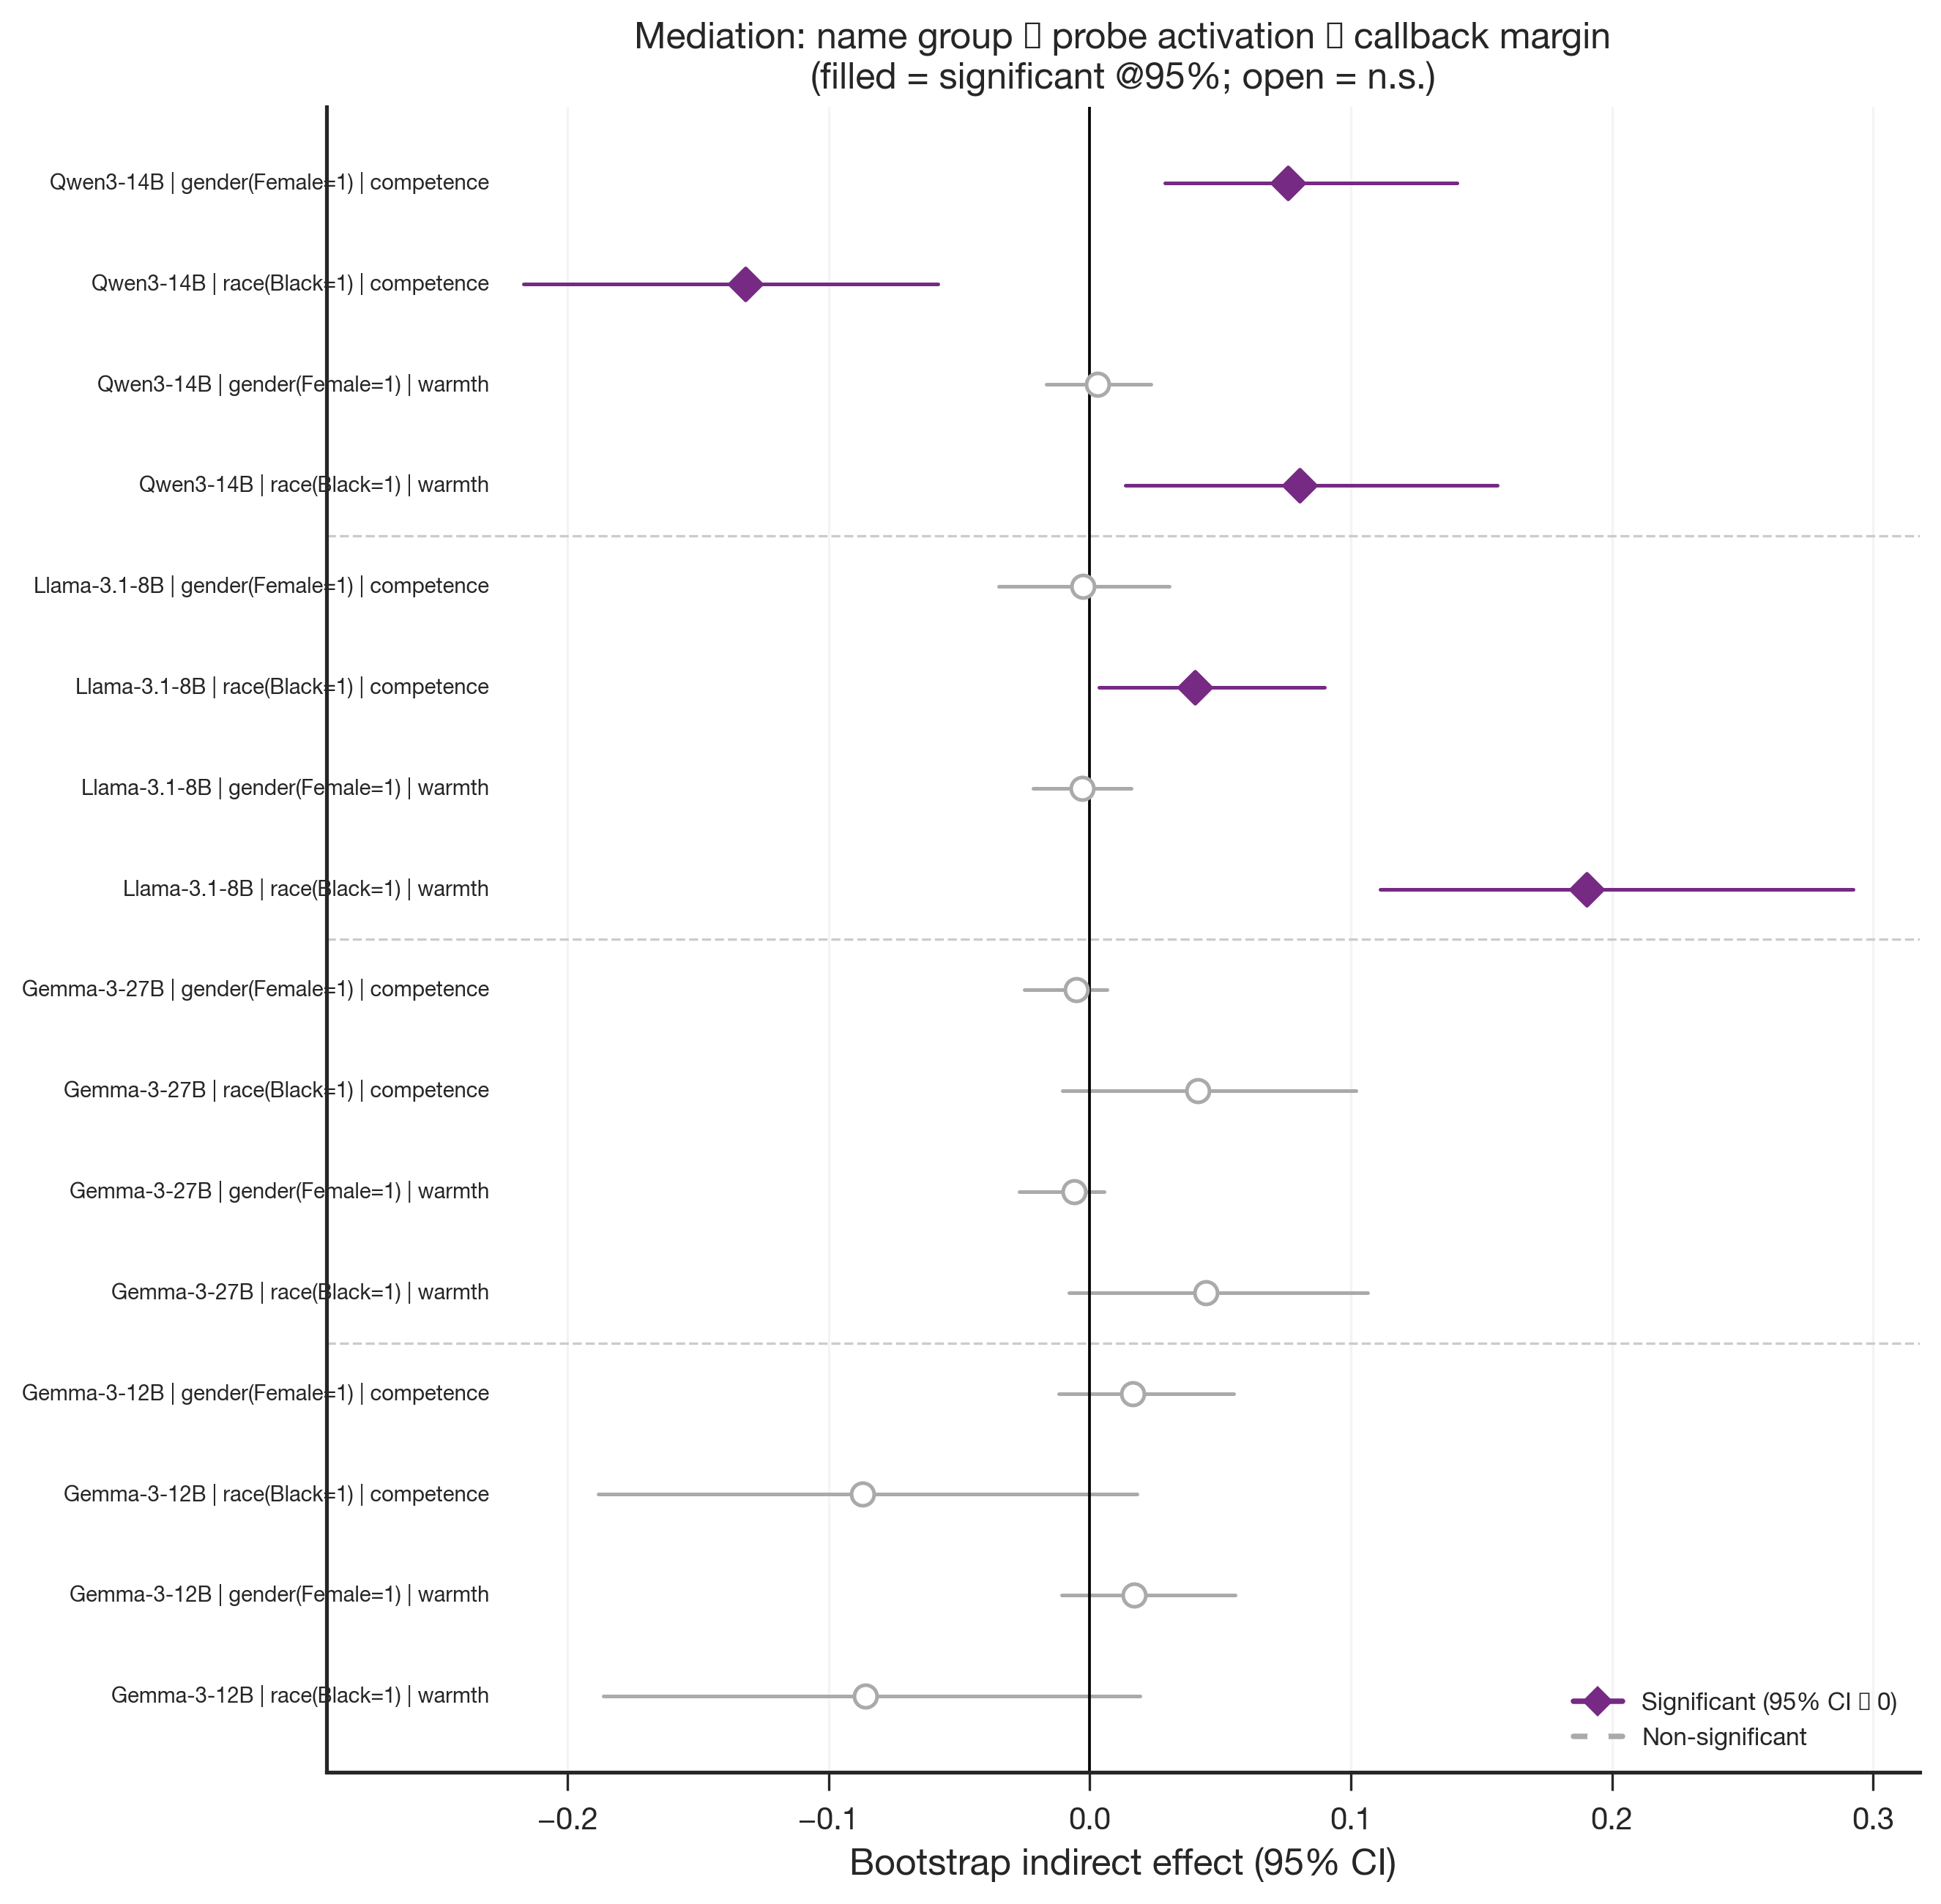 Mediation: name group ▯ probe activation ▯ callback margin
(filled = significant @95%; open = n.s.)
Qwen3-14B | gender(Female=1) | competence
Qwen3-14B | race(Black=1) | competence
Qwen3-14B | gender(Female=1) | warmth
Qwen3-14B | race(Black=1) | warmth
Llama-3.1-8B | gender(Female=1) | competence
Llama-3.1-8B | race(Black=1) | competence
Llama-3.1-8B | gender(Female=1) | warmth
Llama-3.1-8B | race(Black=1) | warmth
Gemma-3-27B | gender(Female=1) | competence
Gemma-3-27B | race(Black=1) | competence
Gemma-3-27B | gender(Female=1) | warmth
Gemma-3-27B | race(Black=1) | warmth
Gemma-3-12B | gender(Female=1) | competence
Gemma-3-12B | race(Black=1) | competence
Gemma-3-12B | gender(Female=1) | warmth
Gemma-3-12B | race(Black=1) | warmth
Significant (95% CI ▯ 0)
Non-significant
−0.2 −0.1 0.0 0.1 0.2 0.3
Bootstrap indirect effect (95% CI)